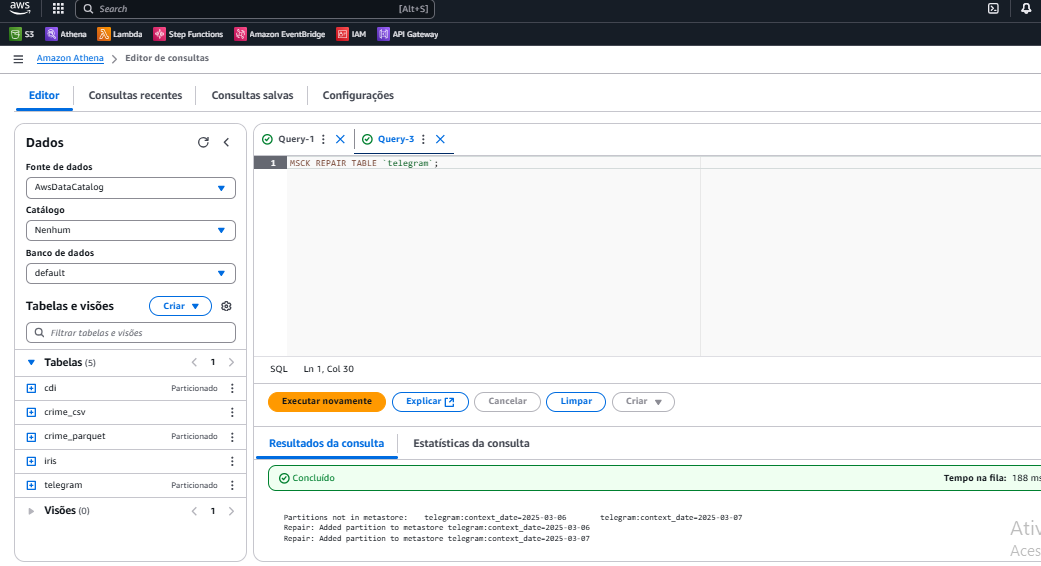 aws
Search [Alt+S]
S3 Athena Lambda Step Functions Amazon EventBridge IAM API Gateway
Amazon Athena > Editor de consultas
Editor Consultas recentes Consultas salvas Configurações
Dados
Fonte de dados
AwsDataCatalog
Catálogo
Nenhum
Banco de dados
default
Tabelas e visões Criar
Filtrar tabelas e visões
Tabelas (5) < 1 >
cdi Particionado
crime_csv
crime_parquet Particionado
iris
telegram Particionado
Visões (0) < 1 >
Query-1 Query-3
1 MSCK REPAIR TABLE `telegram`;
SQL Ln 1, Col 30
Executar novamente Explicar Cancelar Limpar Criar
Resultados da consulta Estatísticas da consulta
Concluído Tempo na fila: 188 ms
Partitions not in metastore: telegram:context_date=2025-03-06 telegram:context_date=2025-03-07
Repair: Added partition to metastore telegram:context_date=2025-03-06
Repair: Added partition to metastore telegram:context_date=2025-03-07
Ativ
Aces